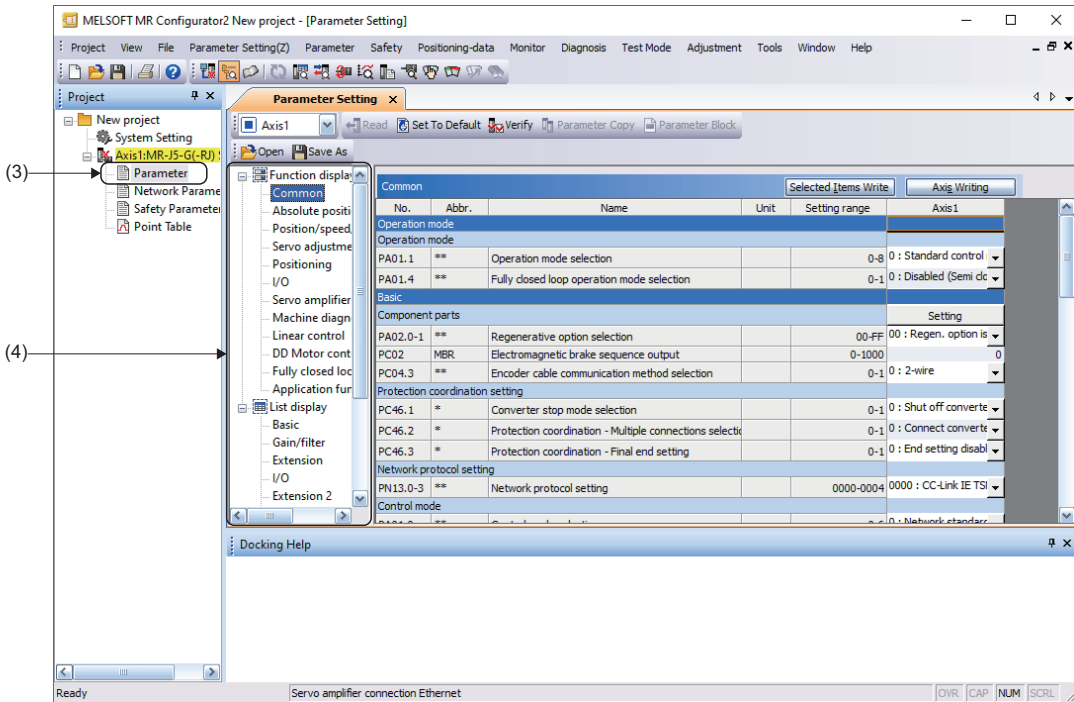 MELSOFT MR Configurator2 New project - [Parameter Setting]
Project View File Parameter Setting(Z) Parameter Safety Positioning-data Monitor Diagnosis Test Mode Adjustment Tools Window Help
Project
New project
System Setting
Axis1:MR-J5-G(-RJ)
(3)
Parameter
Network Parame
Safety Parameter
Point Table
Parameter Setting
Axis1 Read Set To Default Verify Parameter Copy Parameter Block
Open Save As
(4)
Function display
Common
Absolute positi
Position/speed
Servo adjustme
Positioning
I/O
Servo amplifier
Machine diagn
Linear control
DD Motor cont
Fully closed loc
Application fun
List display
Basic
Gain/filter
Extension
I/O
Extension 2
Common Selected Items Write Axis Writing
No. Abbr. Name Unit Setting range Axis1
Operation mode
Operation mode
PA01.1 ** Operation mode selection 0-8 0 : Standard control
PA01.4 ** Fully closed loop operation mode selection 0-1 0 : Disabled (Semi clo
Basic
Component parts Setting
PA02.0-1 ** Regenerative option selection 00-FF 00 : Regen. option is
PC02 MBR Electromagnetic brake sequence output 0-1000 0
PC04.3 ** Encoder cable communication method selection 0-1 0 : 2-wire
Protection coordination setting
PC46.1 * Converter stop mode selection 0-1 0 : Shut off converte
PC46.2 * Protection coordination - Multiple connections selectio 0-1 0 : Connect converte
PC46.3 * Protection coordination - Final end setting 0-1 0 : End setting disabl
Network protocol setting
PN13.0-3 ** Network protocol setting 0000-0004 0000 : CC-Link IE TSI
Control mode
Docking Help
Ready Servo amplifier connection Ethernet OVR CAP NUM SCRL